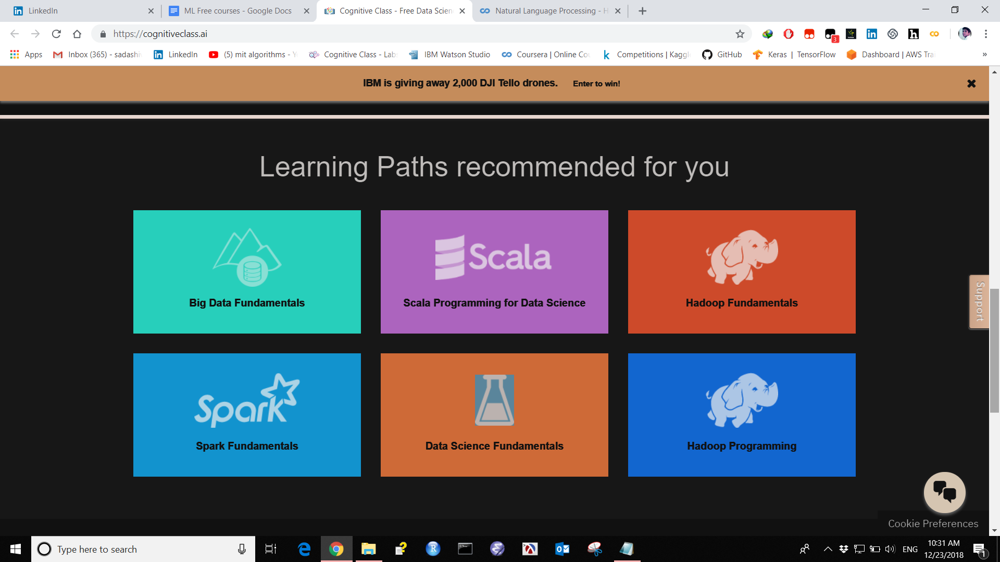 LinkedIn
ML Free courses - Google Docs
Cognitive Class - Free Data Scien
Natural Language Processing - H
https://cognitiveclass.ai
3
Apps
Inbox (365) - sadashi
LinkedIn
(5) mit algorithms - Y
Cognitive Class - Lab
IBM Watson Studio
Coursera | Online Co
Competitions | Kaggl
GitHub
Keras | TensorFlow
Dashboard | AWS Tra
»
IBM is giving away 2,000 DJI Tello drones. Enter to win!
Learning Paths recommended for you
Scala
Big Data Fundamentals
Scala Programming for Data Science
Hadoop Fundamentals
Support
Spark
Spark Fundamentals
Data Science Fundamentals
Hadoop Programming
Cookie Preferences
Type here to search
ENG
10:31 AM
12/23/2018
1